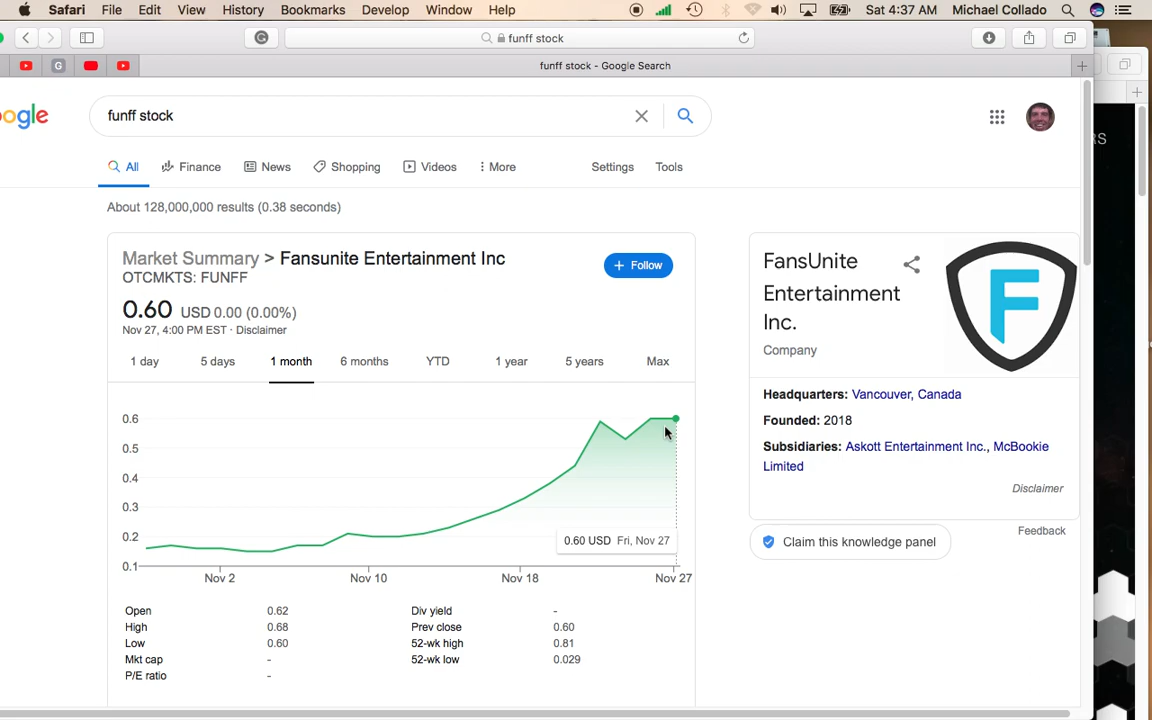 Safari File Edit View History Bookmarks Develop Window Help Sat 4:37 AM Michael Collado
funff stock
funff stock - Google Search
ogle
funff stock
RS
All Finance News Shopping Videos More Settings Tools
About 128,000,000 results (0.38 seconds)
Market Summary > Fansunite Entertainment Inc
OTCMKTS: FUNFF
+ Follow
0.60 USD 0.00 (0.00%)
Nov 27, 4:00 PM EST · Disclaimer
1 day 5 days 1 month 6 months YTD 1 year 5 years Max
0.6
0.5
0.4
0.3
0.2
0.1
0.60 USD Fri, Nov 27
Nov 2 Nov 10 Nov 18 Nov 27
Open 0.62 Div yield -
High 0.68 Prev close 0.60
Low 0.60 52-wk high 0.81
Mkt cap - 52-wk low 0.029
P/E ratio -
FansUnite
Entertainment
Inc.
Company
F
Headquarters: Vancouver, Canada
Founded: 2018
Subsidiaries: Askott Entertainment Inc., McBookie
Limited
Disclaimer
Feedback
Claim this knowledge panel